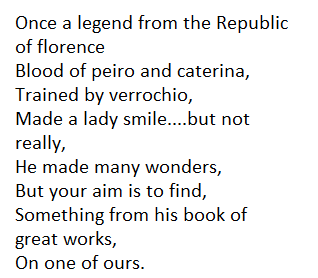 Once a legend from the Republic
of florence
Blood of peiro and caterina,
Trained by verrochio,
Made a lady smile....but not
really,
He made many wonders,
But your aim is to find,
Something from his book of
great works,
On one of ours.